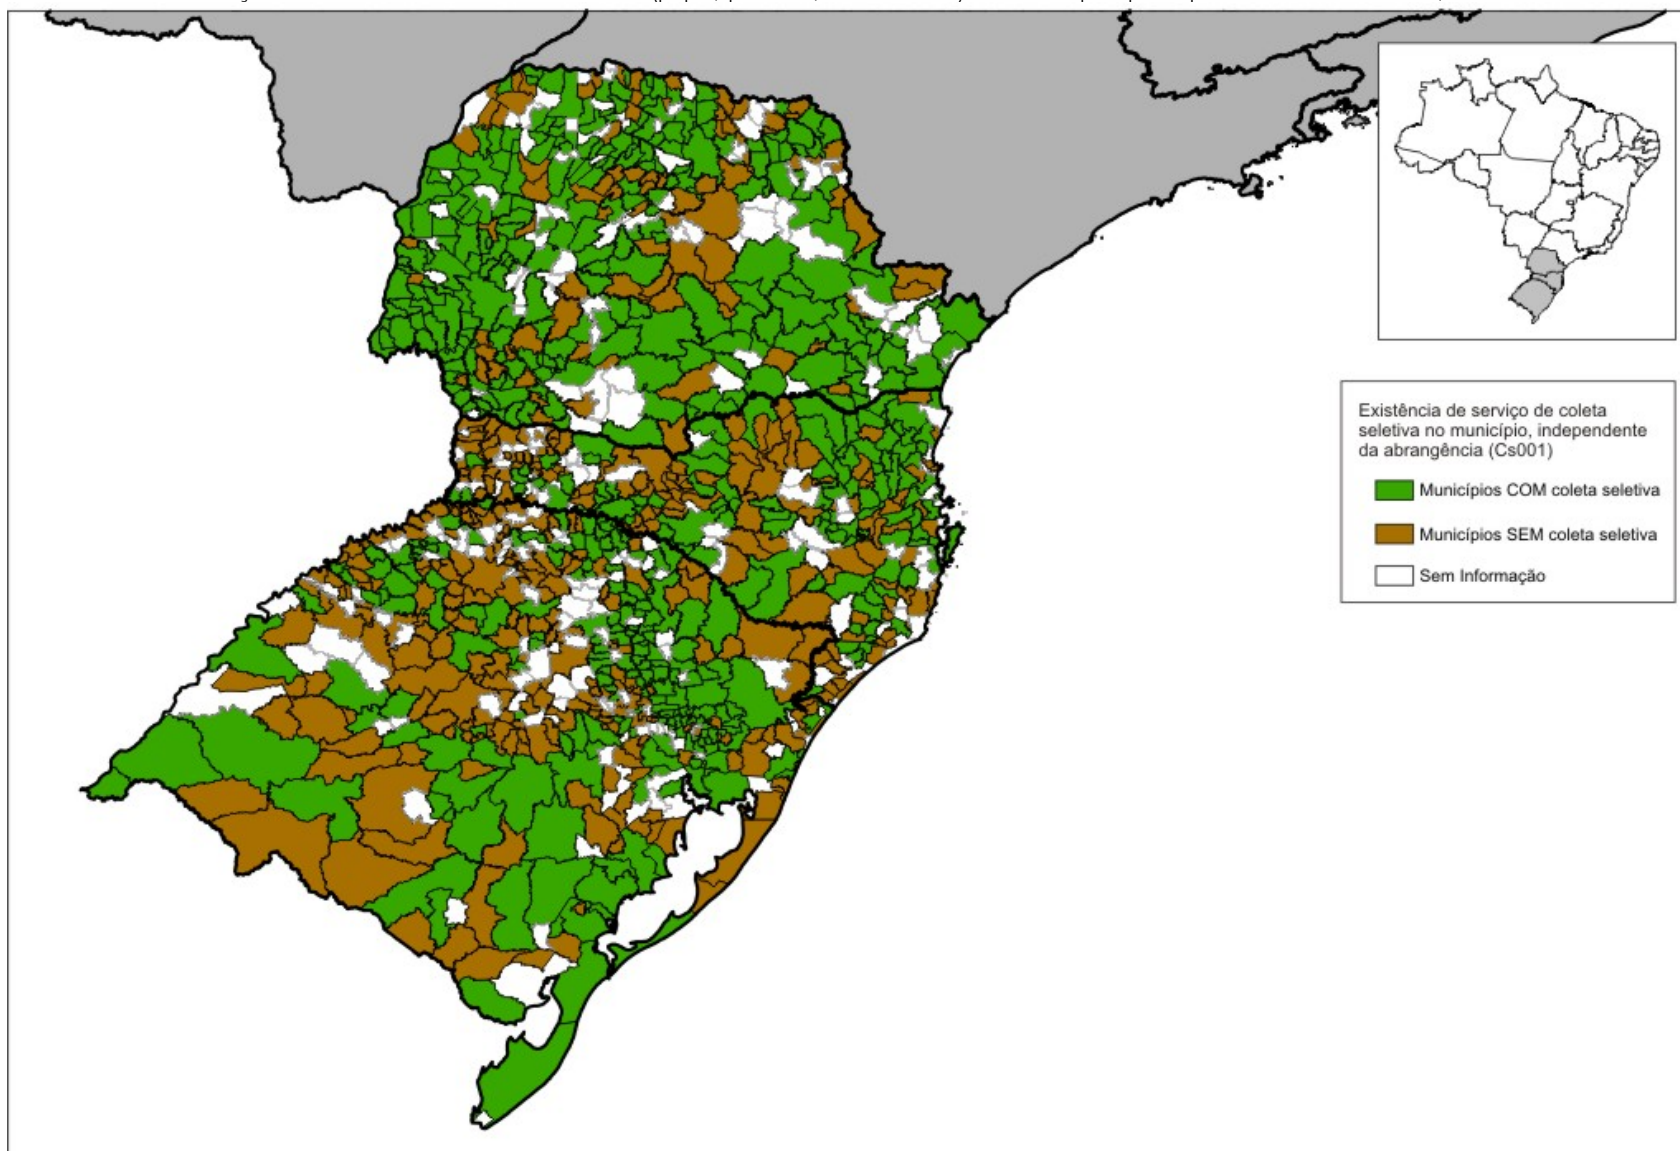 Existência de serviço de coleta
seletiva no município, independente
da abrangência (Cs001)
Municípios COM coleta seletiva
Municípios SEM coleta seletiva
Sem Informação